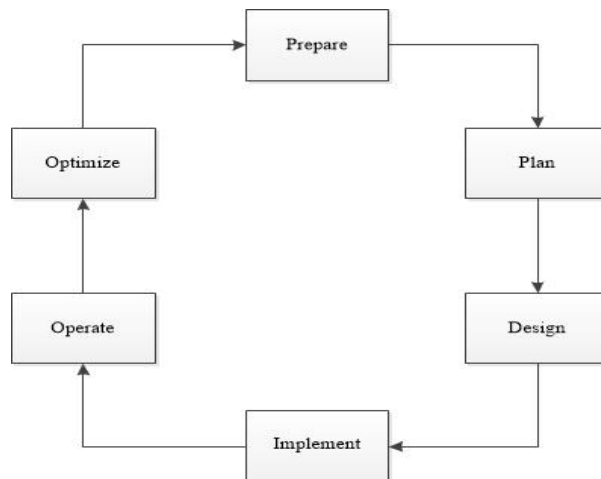 Prepare
Optimize
Plan
Operate
Design
Implement